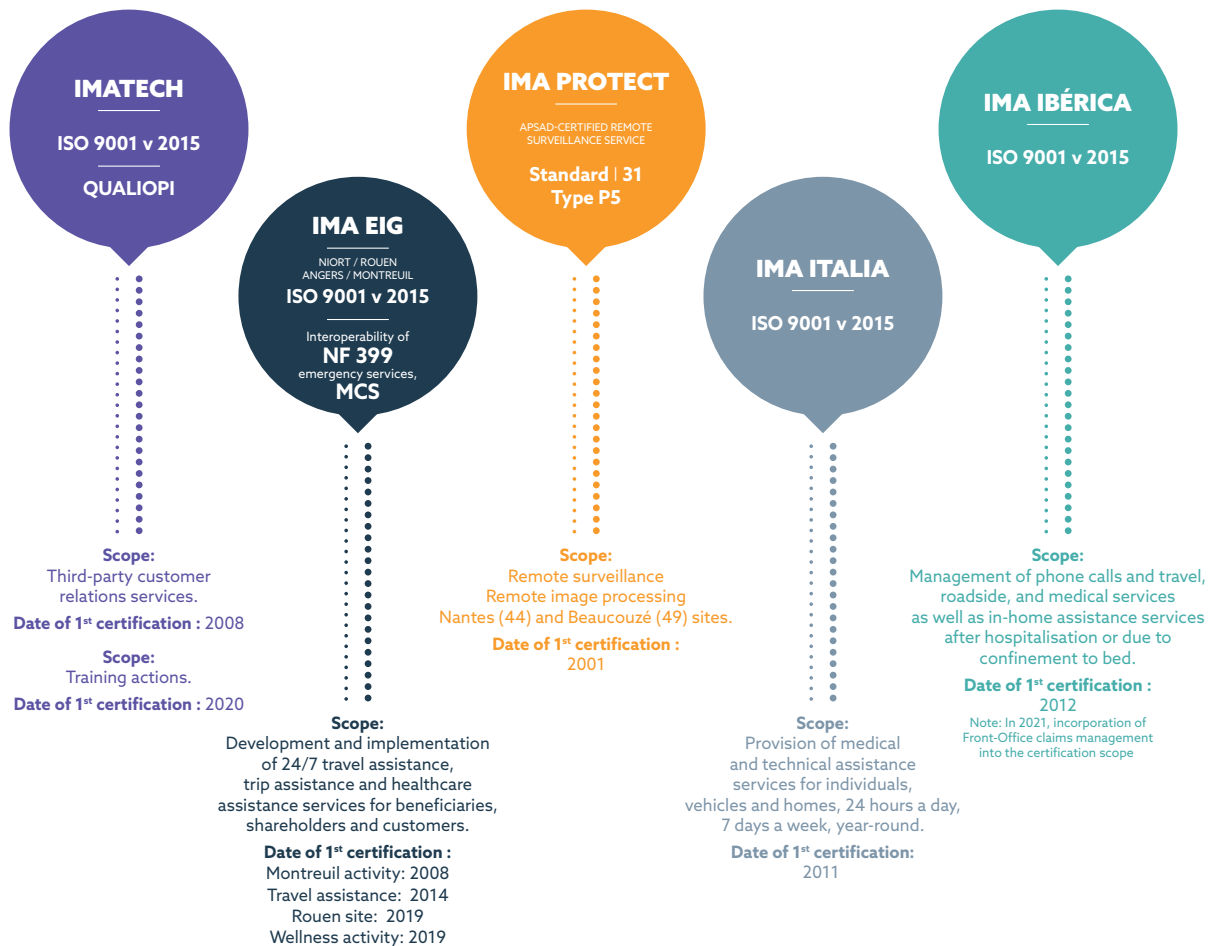 IMATECH
ISO 9001 v 2015
QUALIOPI
Scope:
Third-party customer
relations services.
Date of 1st certification : 2008
Scope:
Training actions.
Date of 1st certification : 2020
IMA EIG
NIORT / ROUEN
ANGERS / MONTREUIL
ISO 9001 v 2015
Interoperability of
NF 399
emergency services,
MCS
Scope:
Development and implementation
of 24/7 travel assistance,
trip assistance and healthcare
assistance services for beneficiaries,
shareholders and customers.
Date of 1st certification :
Montreuil activity: 2008
Travel assistance: 2014
Rouen site: 2019
Wellness activity: 2019
IMA PROTECT
APSAD-CERTIFIED REMOTE
SURVEILLANCE SERVICE
Standard | 31
Type P5
Scope:
Remote surveillance
Remote image processing
Nantes (44) and Beaucouzé (49) sites.
Date of 1st certification :
2001
IMA ITALIA
ISO 9001 v 2015
Scope:
Provision of medical
and technical assistance
services for individuals,
vehicles and homes, 24 hours a day,
7 days a week, year-round.
Date of 1st certification:
2011
IMA IBÉRICA
ISO 9001 v 2015
Scope:
Management of phone calls and travel,
roadside, and medical services
as well as in-home assistance services
after hospitalisation or due to
confinement to bed.
Date of 1st certification :
2012
Note: In 2021, incorporation of
Front-Office claims management
into the certification scope